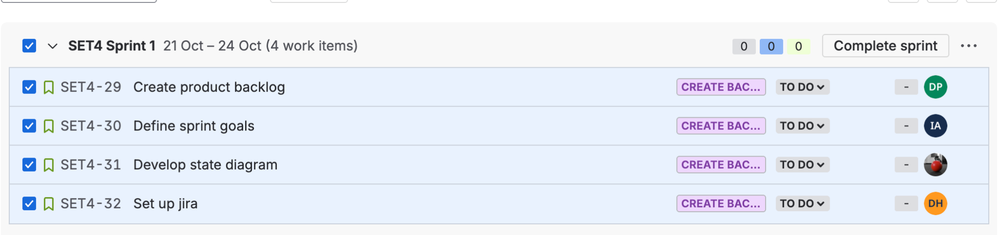 SET4 Sprint 1 21 Oct – 24 Oct (4 work items) 0 0 0 Complete sprint
SET4-29 Create product backlog CREATE BAC... TO DO - DP
SET4-30 Define sprint goals CREATE BAC... TO DO - IA
SET4-31 Develop state diagram CREATE BAC... TO DO -
SET4-32 Set up jira CREATE BAC... TO DO - DH